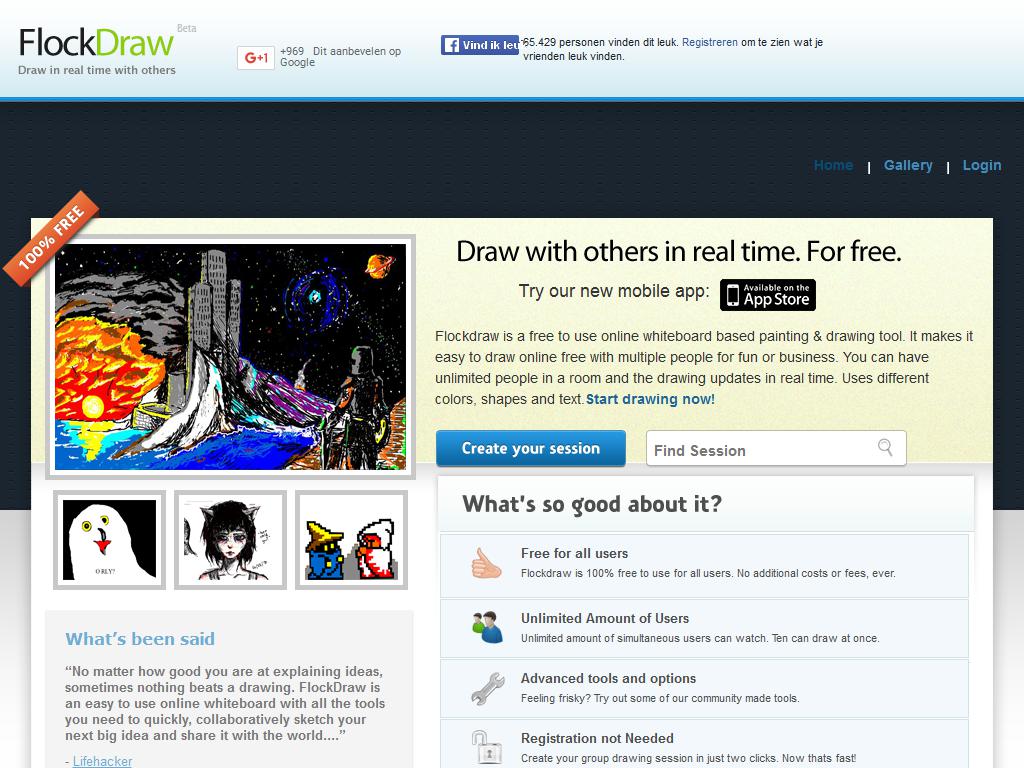 FlockDraw Beta
Draw in real time with others
G+1
+969 Dit aanbevelen op
Google
Vind ik leu
65.429 personen vinden dit leuk. Registreren om te zien wat je
vrienden leuk vinden.
Home | Gallery | Login
100% FREE
Draw with others in real time. For free.
Try our new mobile app:
Available on the
App Store
Flockdraw is a free to use online whiteboard based painting & drawing tool. It makes it
easy to draw online free with multiple people for fun or business. You can have
unlimited people in a room and the drawing updates in real time. Uses different
colors, shapes and text.Start drawing now!
Create your session
Find Session
O RLY?
What's so good about it?
Free for all users
Flockdraw is 100% free to use for all users. No additional costs or fees, ever.
Unlimited Amount of Users
Unlimited amount of simultaneous users can watch. Ten can draw at once.
Advanced tools and options
Feeling frisky? Try out some of our community made tools.
Registration not Needed
Create your group drawing session in just two clicks. Now thats fast!
What's been said
“No matter how good you are at explaining ideas,
sometimes nothing beats a drawing. FlockDraw is
an easy to use online whiteboard with all the tools
you need to quickly, collaboratively sketch your
next big idea and share it with the world....”
- Lifehacker